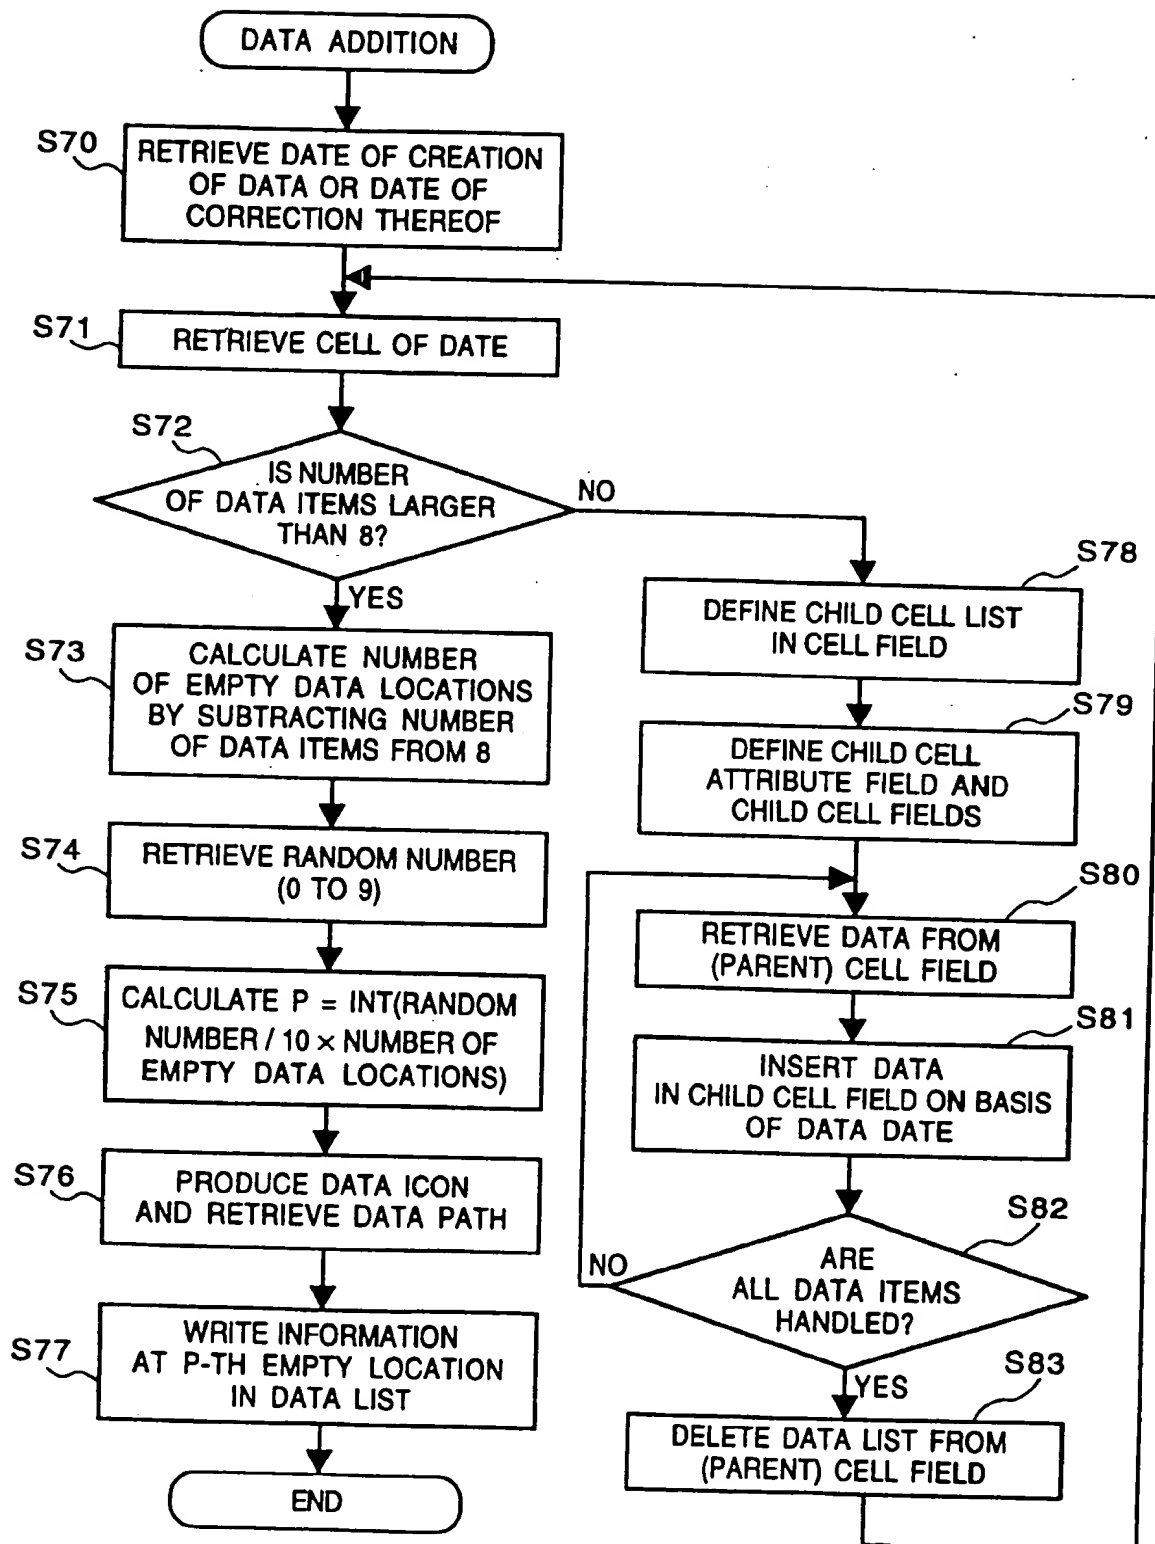 DATA ADDITION
S70
RETRIEVE DATE OF CREATION
OF DATA OR DATE OF
CORRECTION THEREOF
S71
RETRIEVE CELL OF DATE
S72
IS NUMBER
OF DATA ITEMS LARGER
THAN 8?
NO
YES
S73
CALCULATE NUMBER
OF EMPTY DATA LOCATIONS
BY SUBTRACTING NUMBER
OF DATA ITEMS FROM 8
S74
RETRIEVE RANDOM NUMBER
(0 TO 9)
S75
CALCULATE P = INT(RANDOM
NUMBER / 10 × NUMBER OF
EMPTY DATA LOCATIONS)
S76
PRODUCE DATA ICON
AND RETRIEVE DATA PATH
S77
WRITE INFORMATION
AT P-TH EMPTY LOCATION
IN DATA LIST
END
S78
DEFINE CHILD CELL LIST
IN CELL FIELD
S79
DEFINE CHILD CELL
ATTRIBUTE FIELD AND
CHILD CELL FIELDS
S80
RETRIEVE DATA FROM
(PARENT) CELL FIELD
S81
INSERT DATA
IN CHILD CELL FIELD ON BASIS
OF DATA DATE
S82
ARE
ALL DATA ITEMS
HANDLED?
NO
YES
S83
DELETE DATA LIST FROM
(PARENT) CELL FIELD